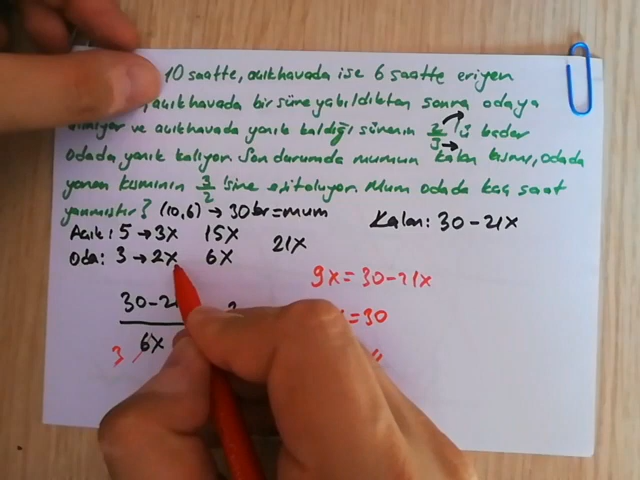 10 saatte, açıkhavada ise 6 saatte eriyen
açıkhavada bir süre yakıldıktan sonra odaya
ve açıkhavada yanık kaldığı sürenin 2/3 ü kadar
odada yanık kalıyor. Son durumda mumun kalan kısmı, odada
yanan kısmının 3/2 'sine eşit oluyor. Mum odada kaç saat
yanmıştır? (10,6) → 30br = mum
Kalan: 30-21x
Açık: 5 → 3x 15x
Oda: 3 → 2x 6x
21x
9x = 30-21x
30-2
6x
3
= 30